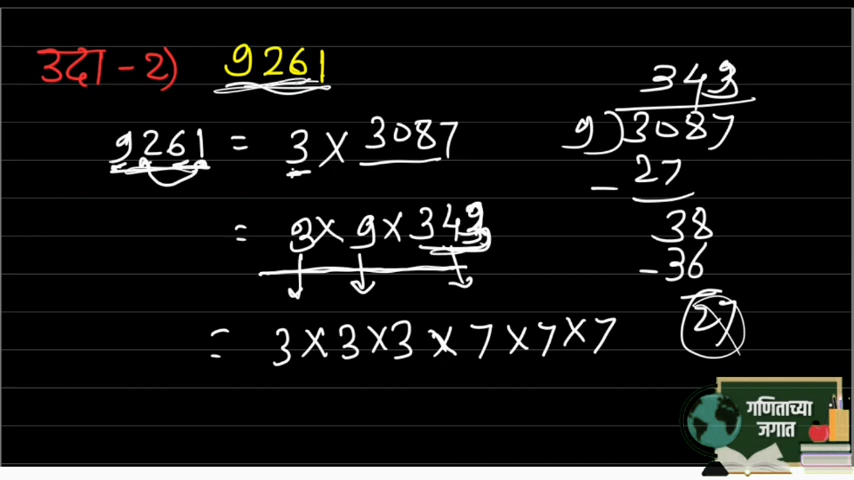 उदा - 2) 9261
9261 = 3 × 3087
= 3 × 9 × 343
= 3 × 3 × 3 × 7 × 7 × 7
343
9)3087
- 27
38
- 36
27
गणिताच्या
जगात